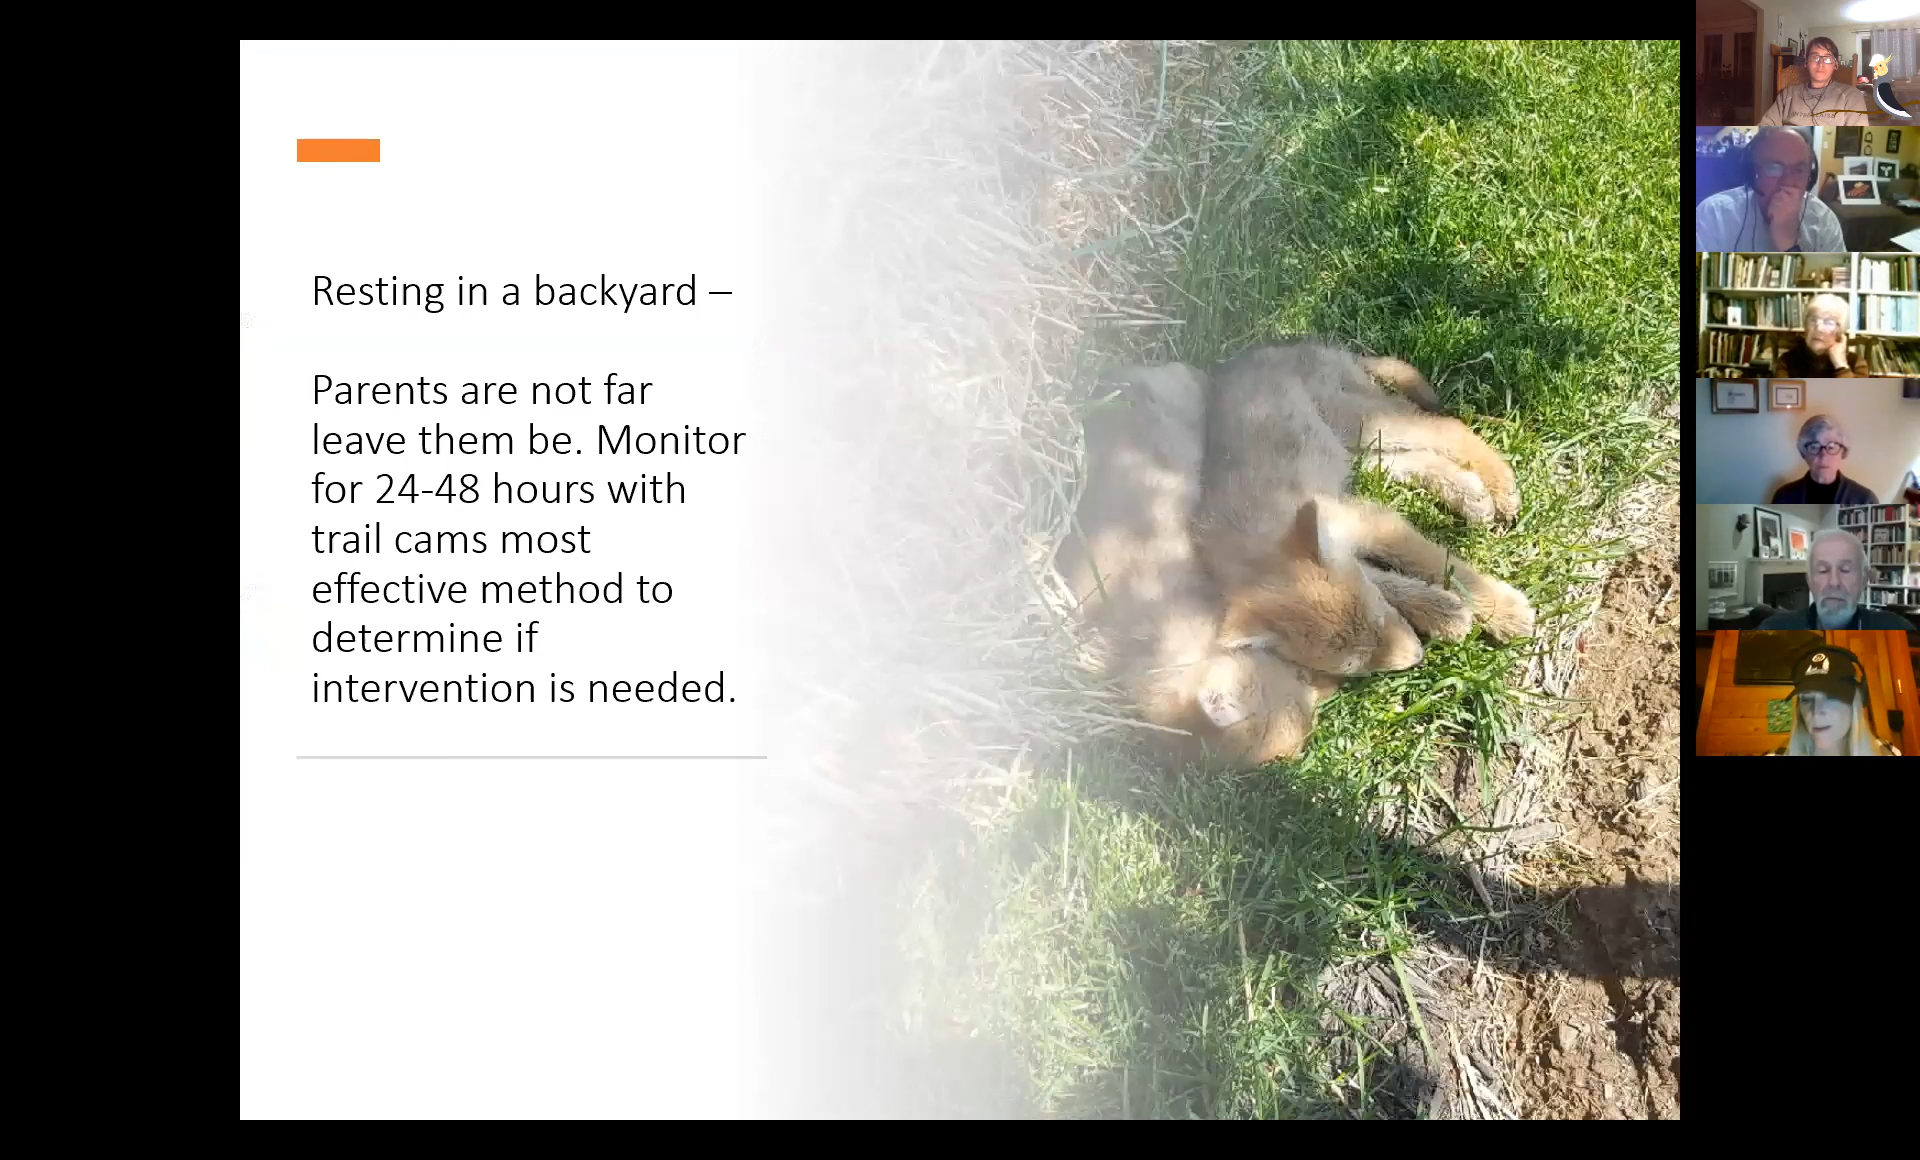 Resting in a backyard –
Parents are not far
leave them be. Monitor
for 24-48 hours with
trail cams most
effective method to
determine if
intervention is needed.